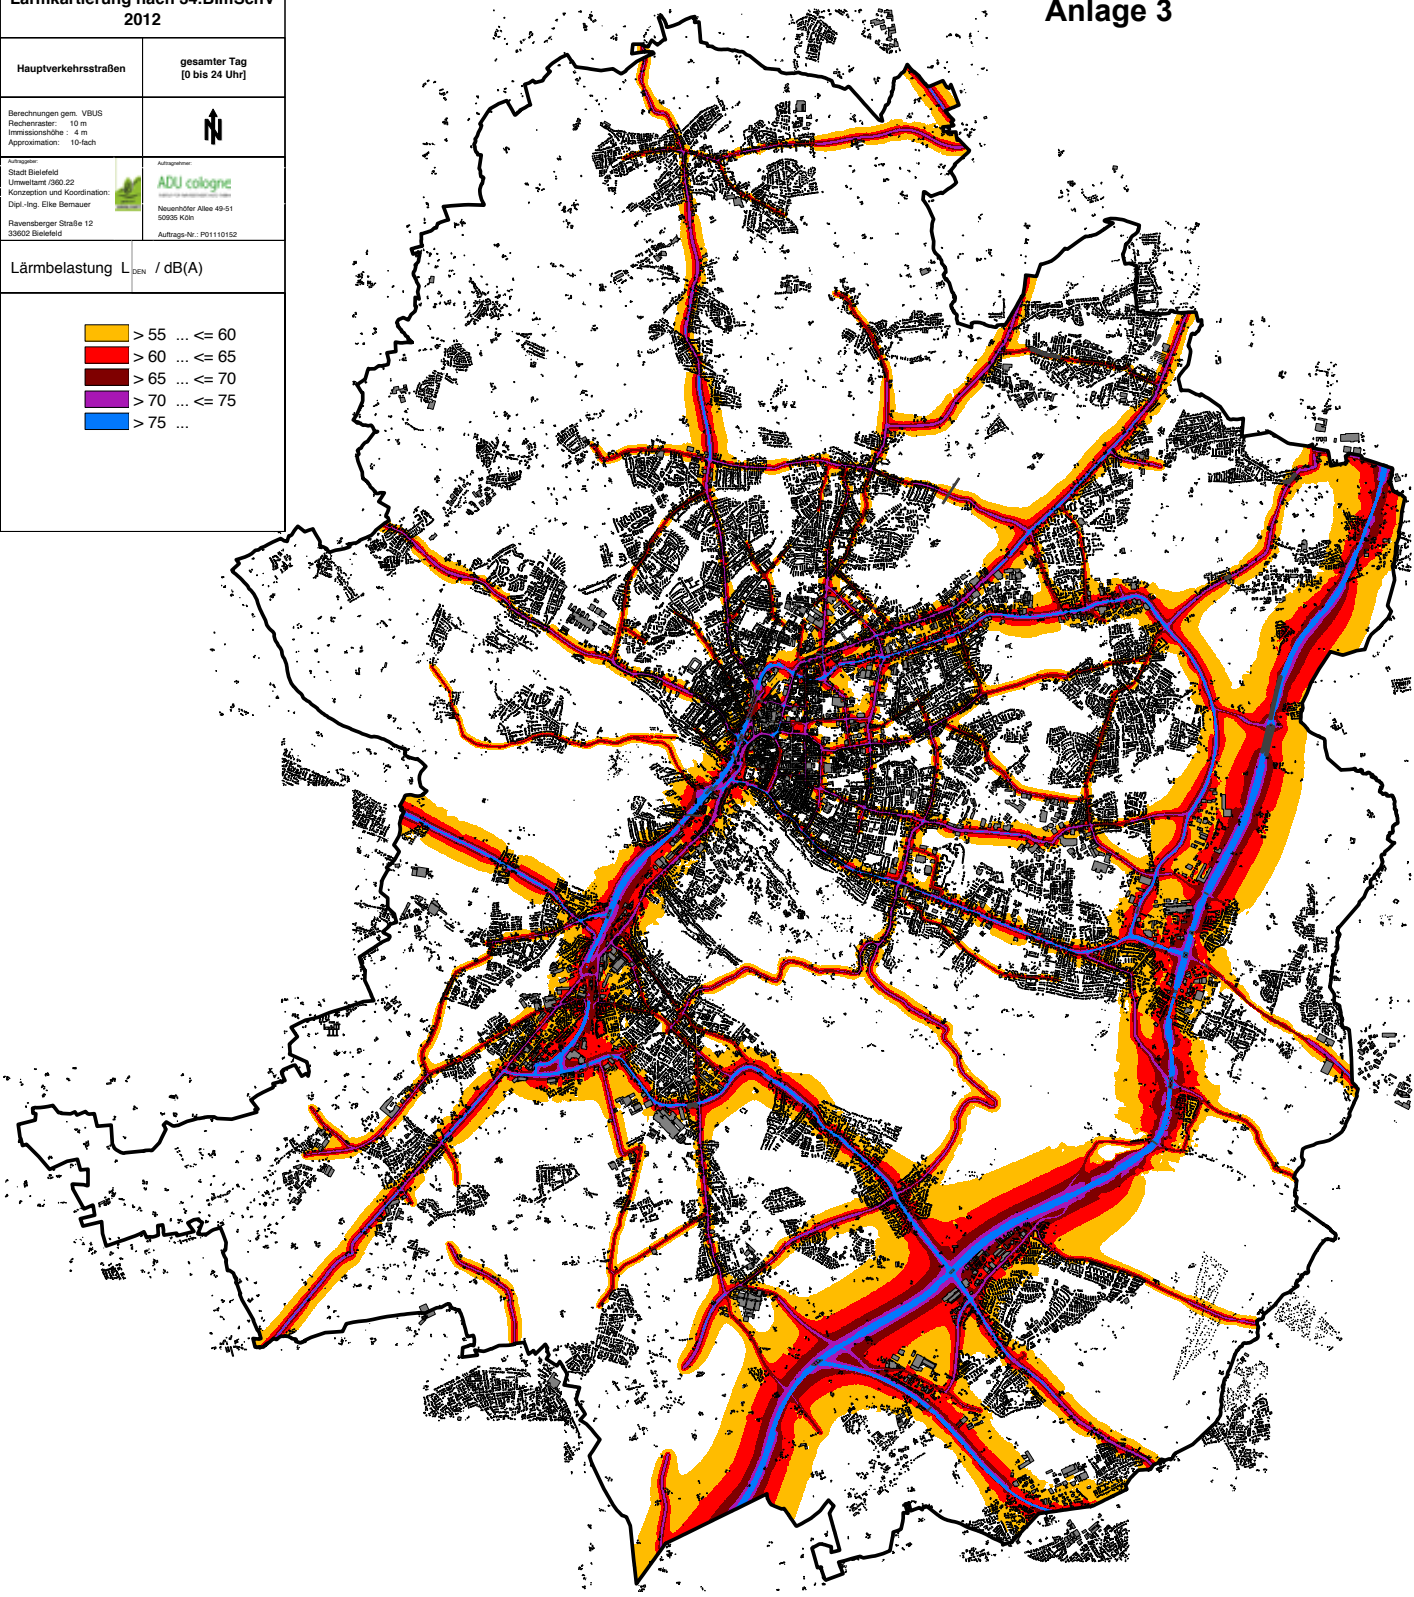 Lärmkartierung nach 34.BImSchV
2012
Anlage 3
Hauptverkehrsstraßen
gesamter Tag
[0 bis 24 Uhr]
Berechnungen gem. VBUS
Rechenraster: 10 m
Immissionshöhe : 4 m
Approximation: 10-fach
N
Auftraggeber:
Stadt Bielefeld
Umweltamt /360.22
Konzeption und Koordination:
Dipl.-Ing. Elke Bernauer
Ravensberger Straße 12
33602 Bielefeld
Auftragnehmer:
ADU cologne
Neuenhöfer Allee 49-51
50935 Köln
Auftrags-Nr.: P01110152
Lärmbelastung L DEN / dB(A)
> 55 ... <= 60
> 60 ... <= 65
> 65 ... <= 70
> 70 ... <= 75
> 75 ...